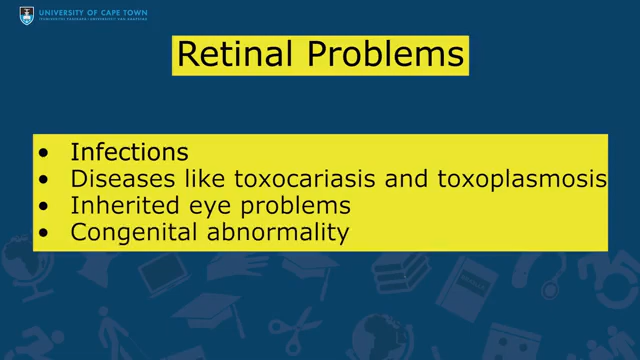 UNIVERSITY OF CAPE TOWN
Retinal Problems
• Infections
• Diseases like toxocariasis and toxoplasmosis
• Inherited eye problems
• Congenital abnormality